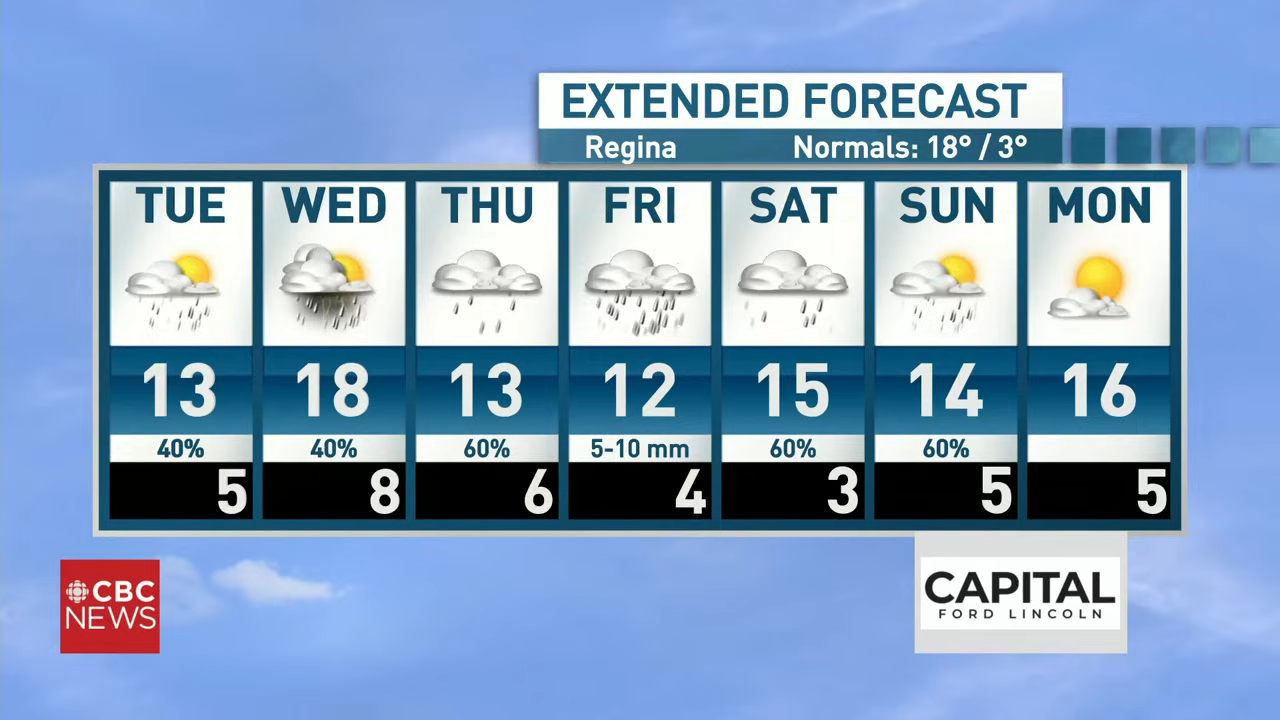 EXTENDED FORECAST
Regina Normals: 18° / 3°
TUE WED THU FRI SAT SUN MON
13 18 13 12 15 14 16
40% 40% 60% 5-10 mm 60% 60%
5 8 6 4 3 5 5
CBC
NEWS
CAPITAL
FORD LINCOLN